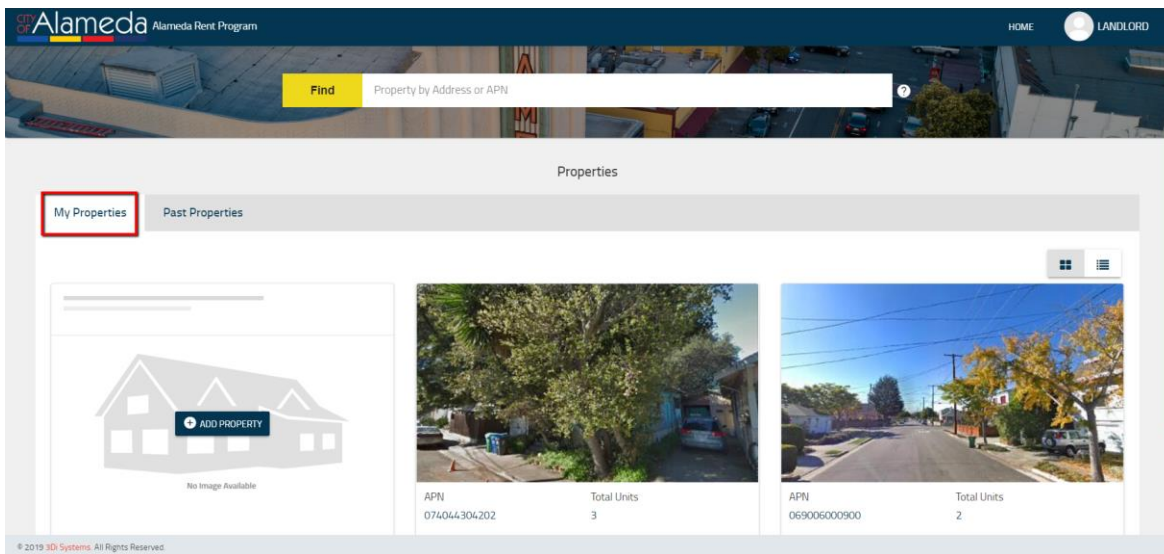 CITY OF Alameda Alameda Rent Program HOME LANDLORD
Find Property by Address or APN ?
Properties
My Properties Past Properties
ADD PROPERTY
No Image Available
APN Total Units
074044304202 3
APN Total Units
069006000900 2
© 2019 3Di Systems. All Rights Reserved.